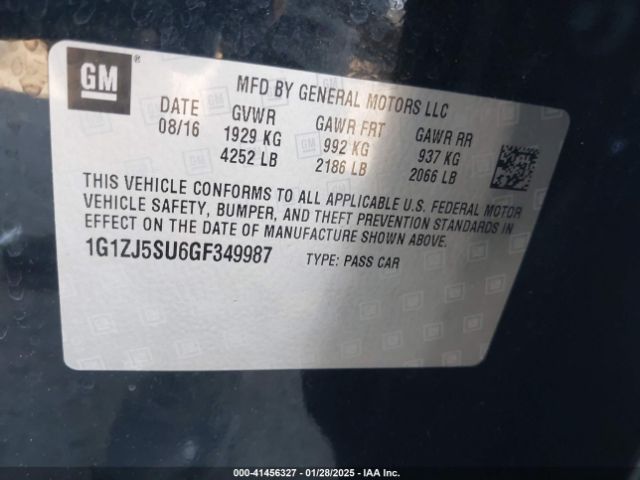 GM ®
MFD BY GENERAL MOTORS LLC
DATE GVWR GAWR FRT GAWR RR
08/16 1929 KG 992 KG 937 KG
4252 LB 2186 LB 2066 LB
THIS VEHICLE CONFORMS TO ALL APPLICABLE U.S. FEDERAL MOTOR
VEHICLE SAFETY, BUMPER, AND THEFT PREVENTION STANDARDS IN
EFFECT ON THE DATE OF MANUFACTURE SHOWN ABOVE.
1G1ZJ5SU6GF349987 TYPE: PASS CAR
000-41456327 - 01/28/2025 - IAA Inc.